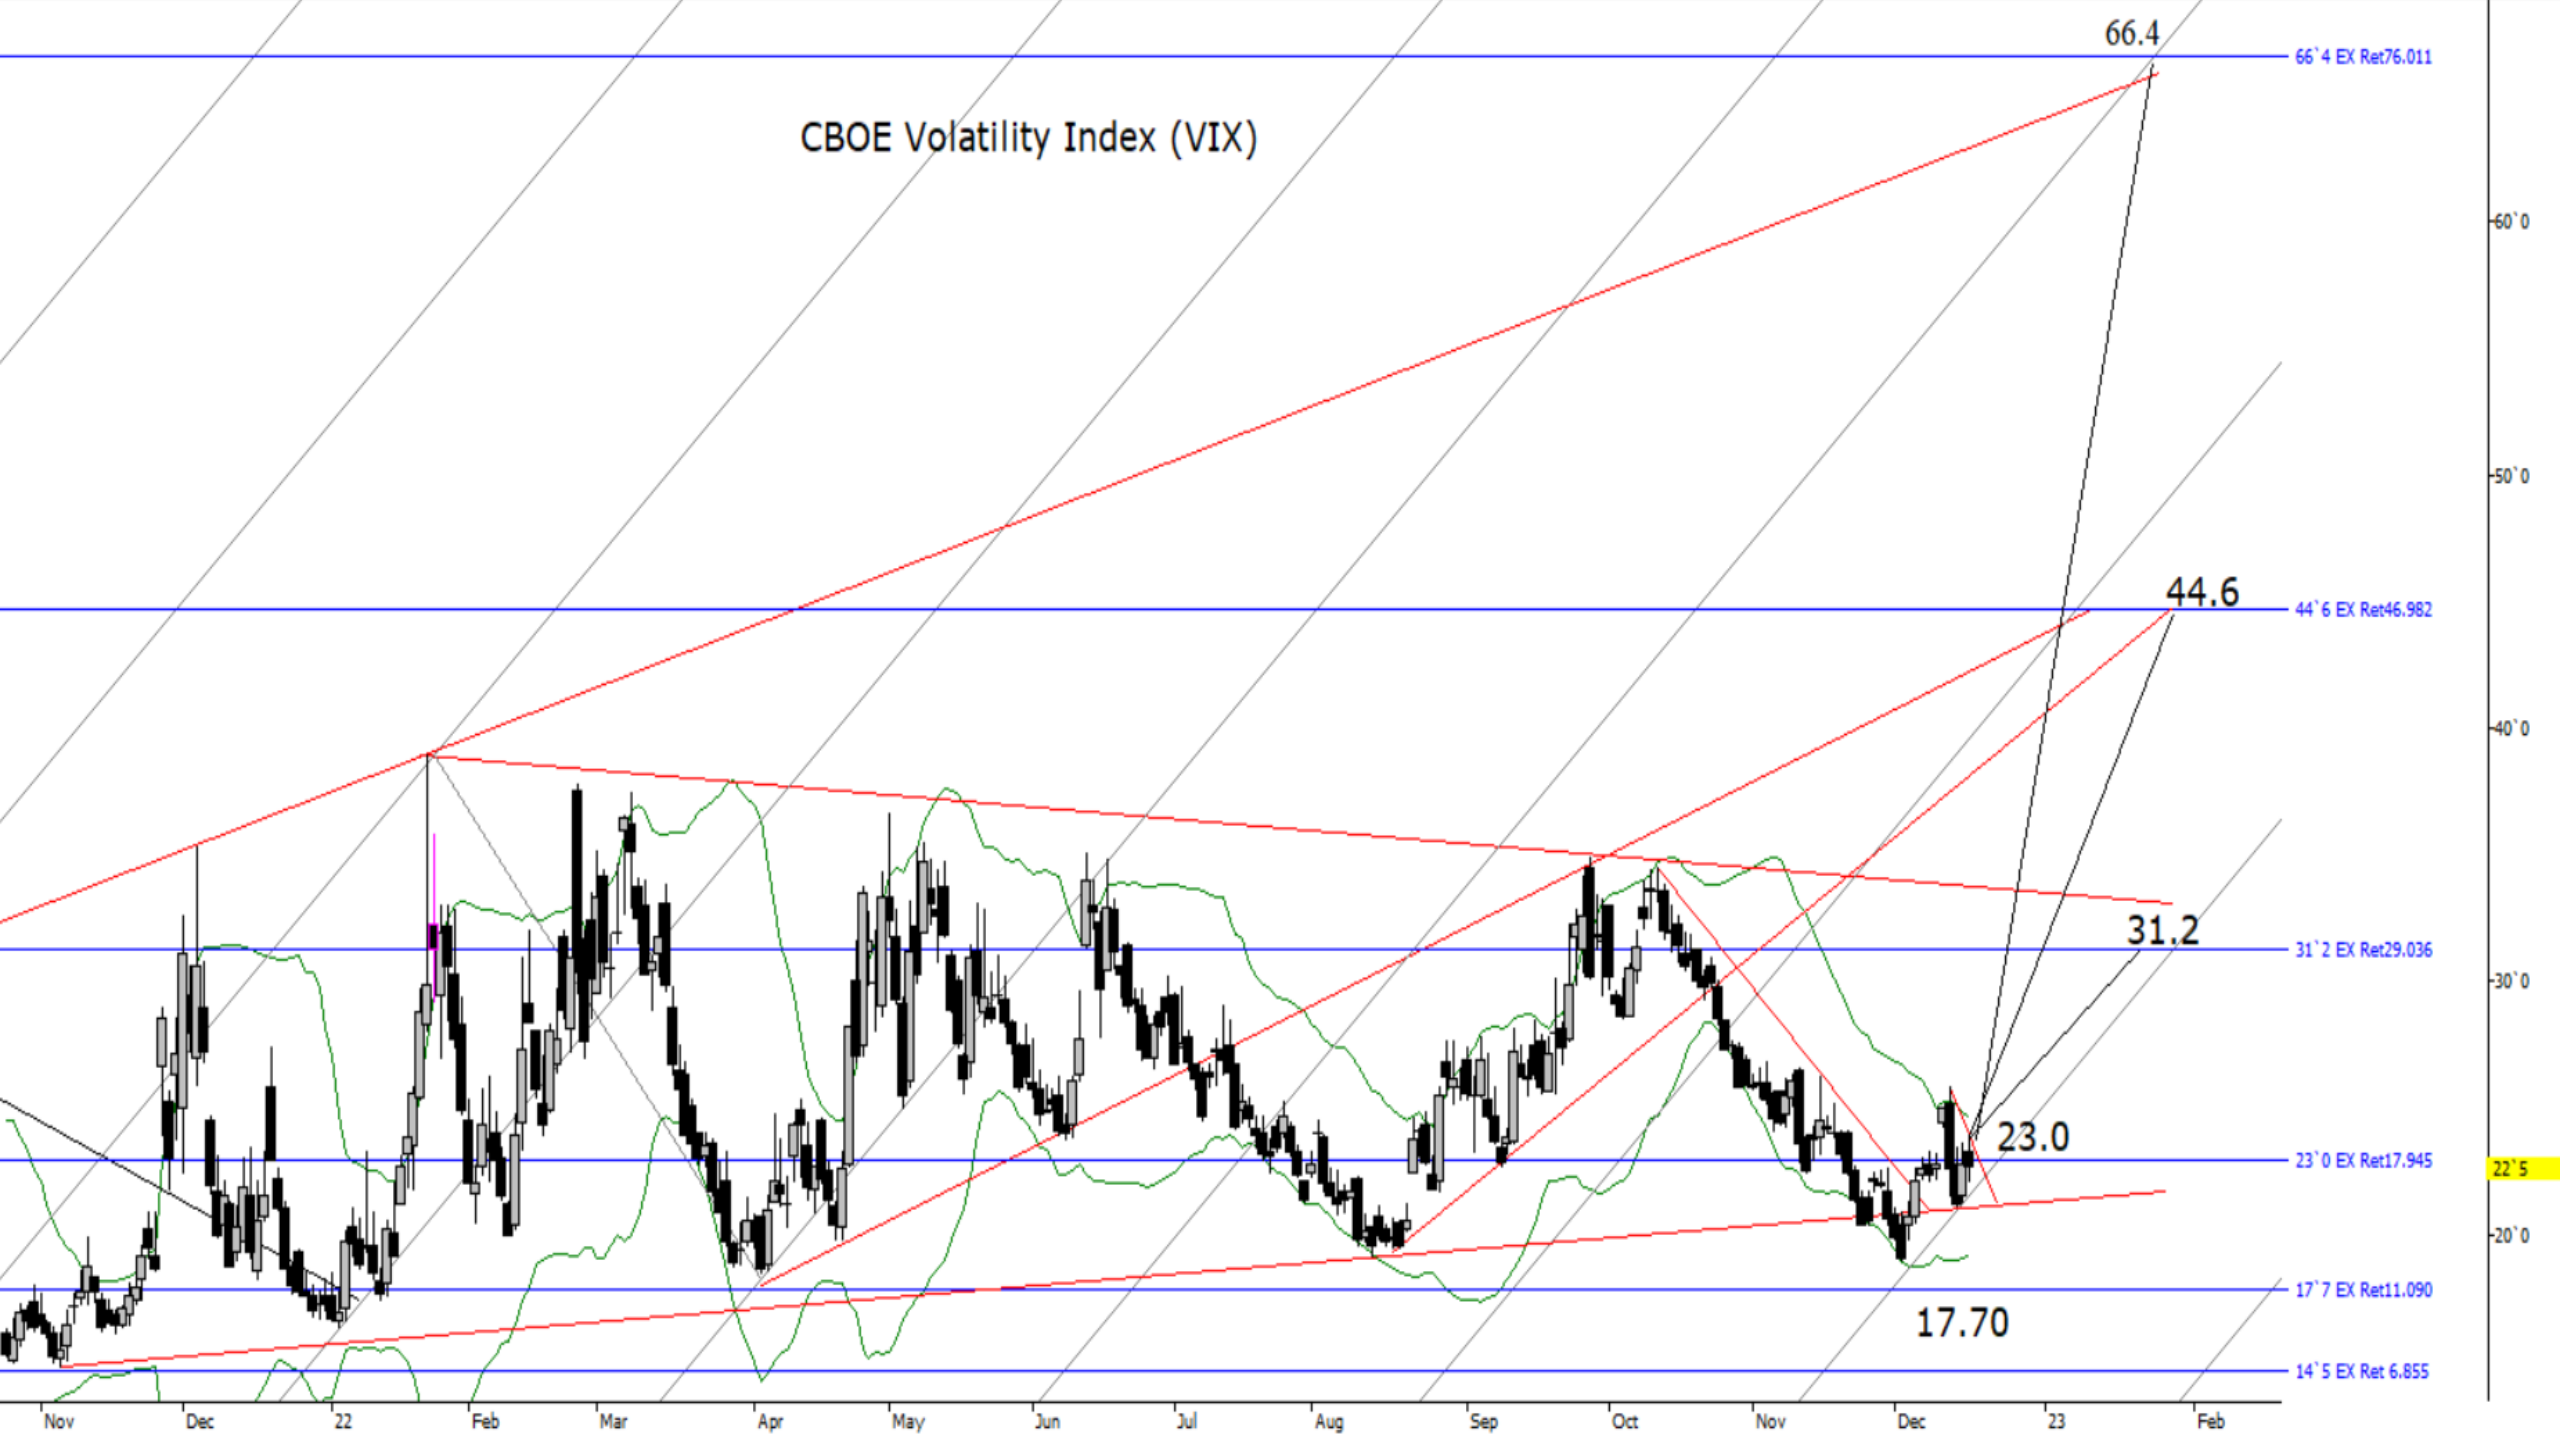 66.4
66`4 EX Ret76.011
CBOE Volatility Index (VIX)
60`0
50`0
44.6
44`6 EX Ret46.982
40`0
31.2
31`2 EX Ret29.036
30`0
23.0
23`0 EX Ret17.945
22`5
20`0
17`7 EX Ret11.090
17.70
14`5 EX Ret 6.855
Nov Dec 22 Feb Mar Apr May Jun Jul Aug Sep Oct Nov Dec 23 Feb